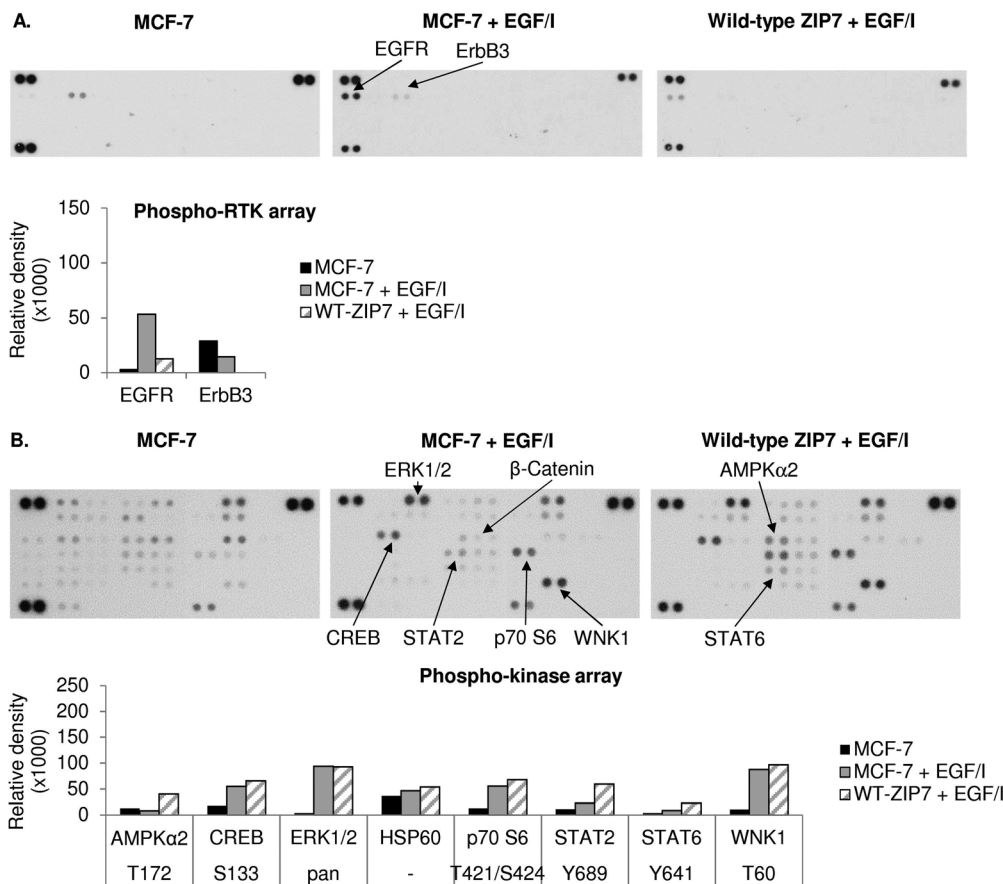 A.
MCF-7
MCF-7 + EGF/I
Wild-type ZIP7 + EGF/I
EGFR
ErbB3
Phospho-RTK array
Relative density
(x1000)
150
100
50
0
EGFR
ErbB3
MCF-7
MCF-7 + EGF/I
WT-ZIP7 + EGF/I
B.
MCF-7
MCF-7 + EGF/I
Wild-type ZIP7 + EGF/I
ERK1/2
β-Catenin
AMPKα2
CREB
STAT2
p70 S6
WNK1
STAT6
Phospho-kinase array
Relative density
(x1000)
250
200
150
100
50
0
MCF-7
MCF-7 + EGF/I
WT-ZIP7 + EGF/I
AMPKα2 CREB ERK1/2 HSP60 p70 S6 STAT2 STAT6 WNK1
T172 S133 pan - T421/S424 Y689 Y641 T60